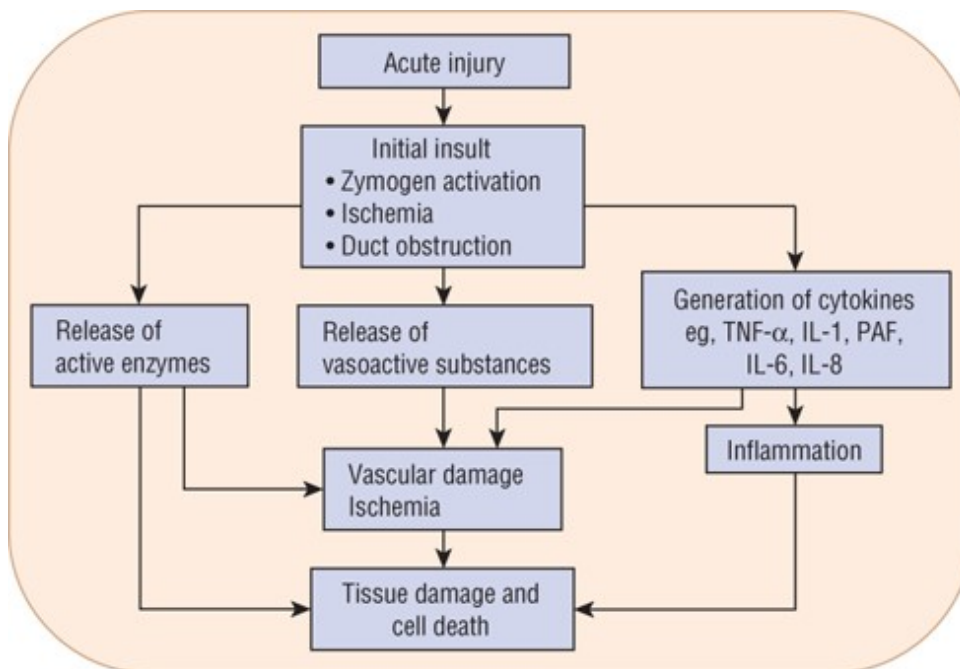 Acute injury
Initial insult
• Zymogen activation
• Ischemia
• Duct obstruction
Release of
active enzymes
Release of
vasoactive substances
Generation of cytokines
eg, TNF-α, IL-1, PAF,
IL-6, IL-8
Vascular damage
Ischemia
Inflammation
Tissue damage and
cell death